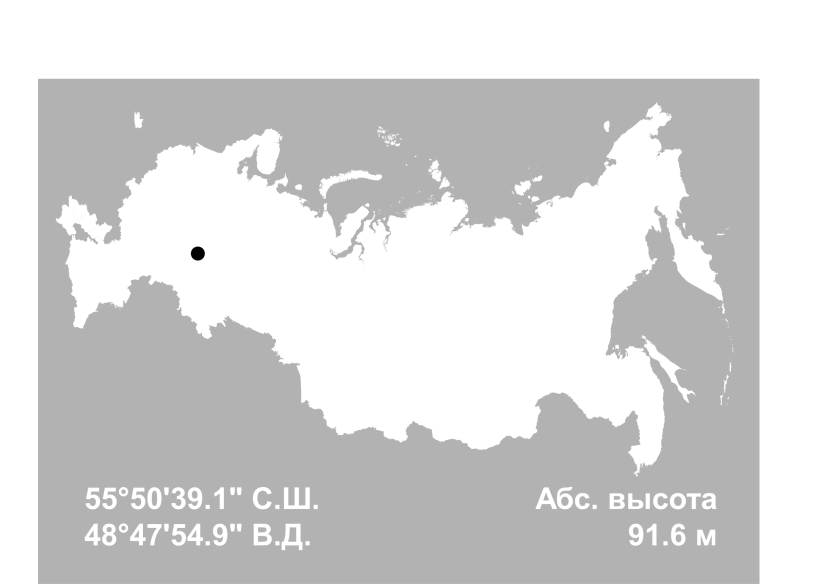 55°50'39.1" С.Ш.
48°47'54.9" В.Д.
Абс. высота
91.6 м